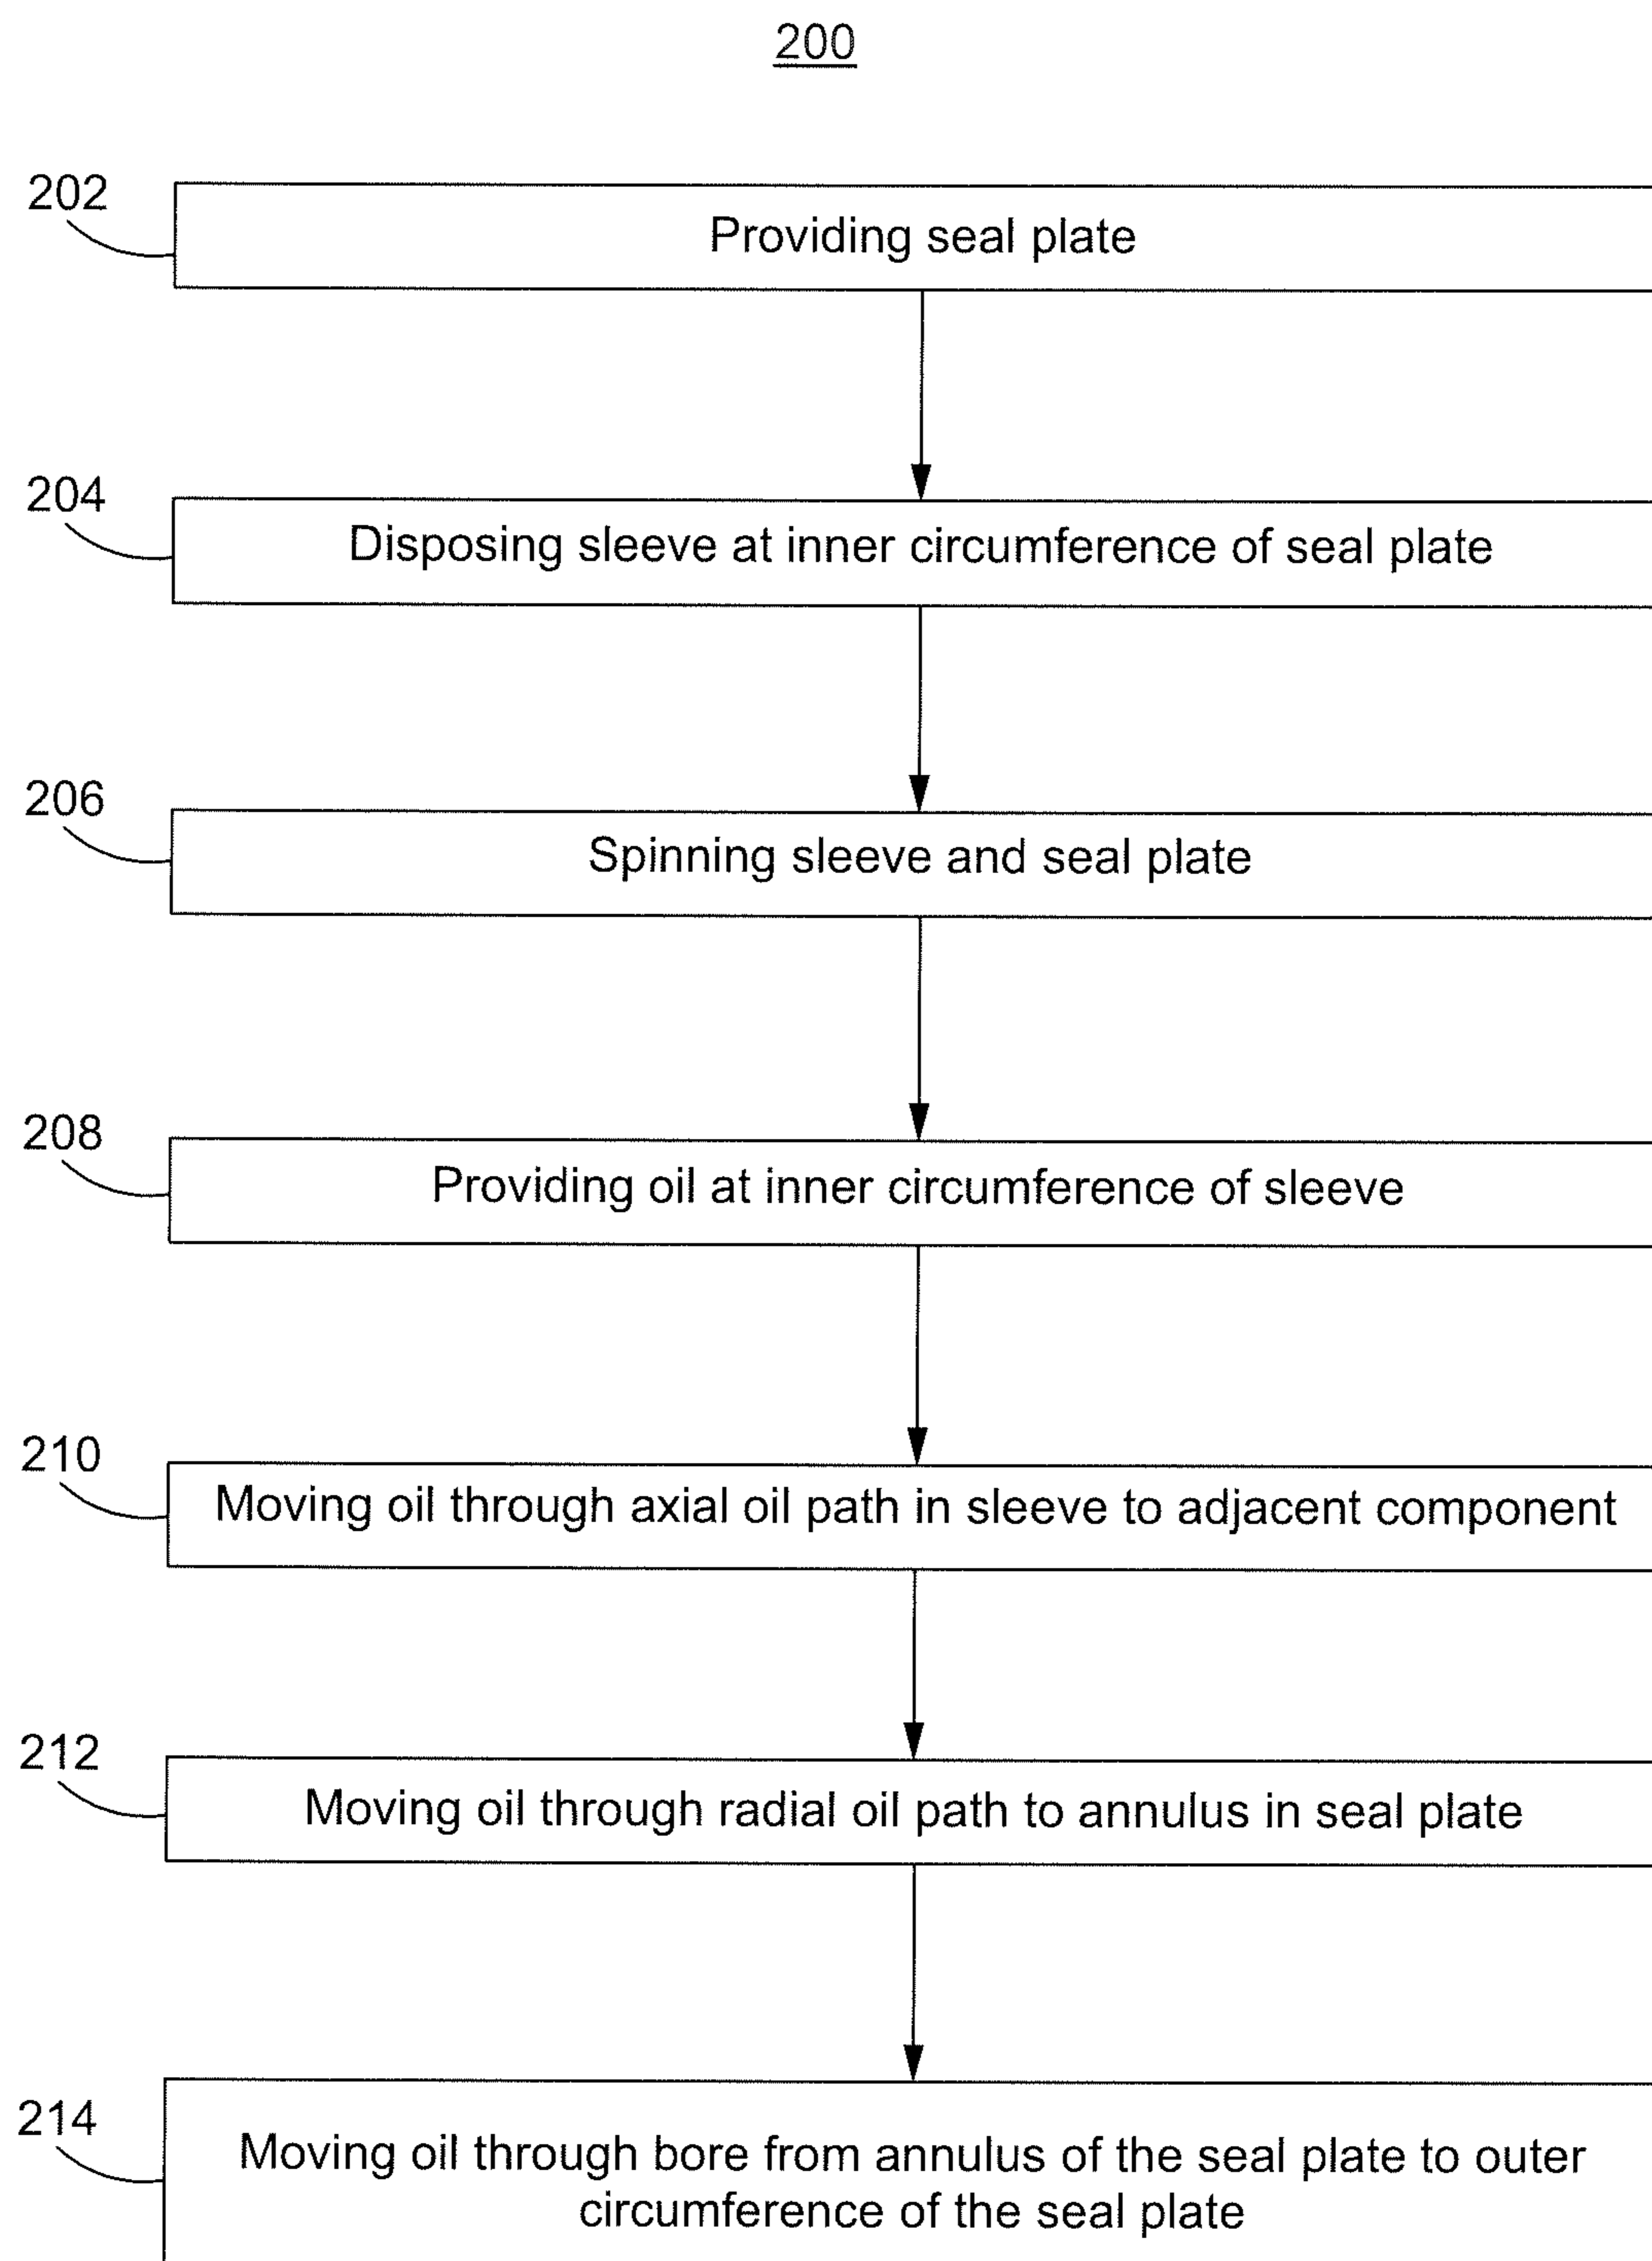 200
202
Providing seal plate
204
Disposing sleeve at inner circumference of seal plate
206
Spinning sleeve and seal plate
208
Providing oil at inner circumference of sleeve
210
Moving oil through axial oil path in sleeve to adjacent component
212
Moving oil through radial oil path to annulus in seal plate
214
Moving oil through bore from annulus of the seal plate to outer
circumference of the seal plate